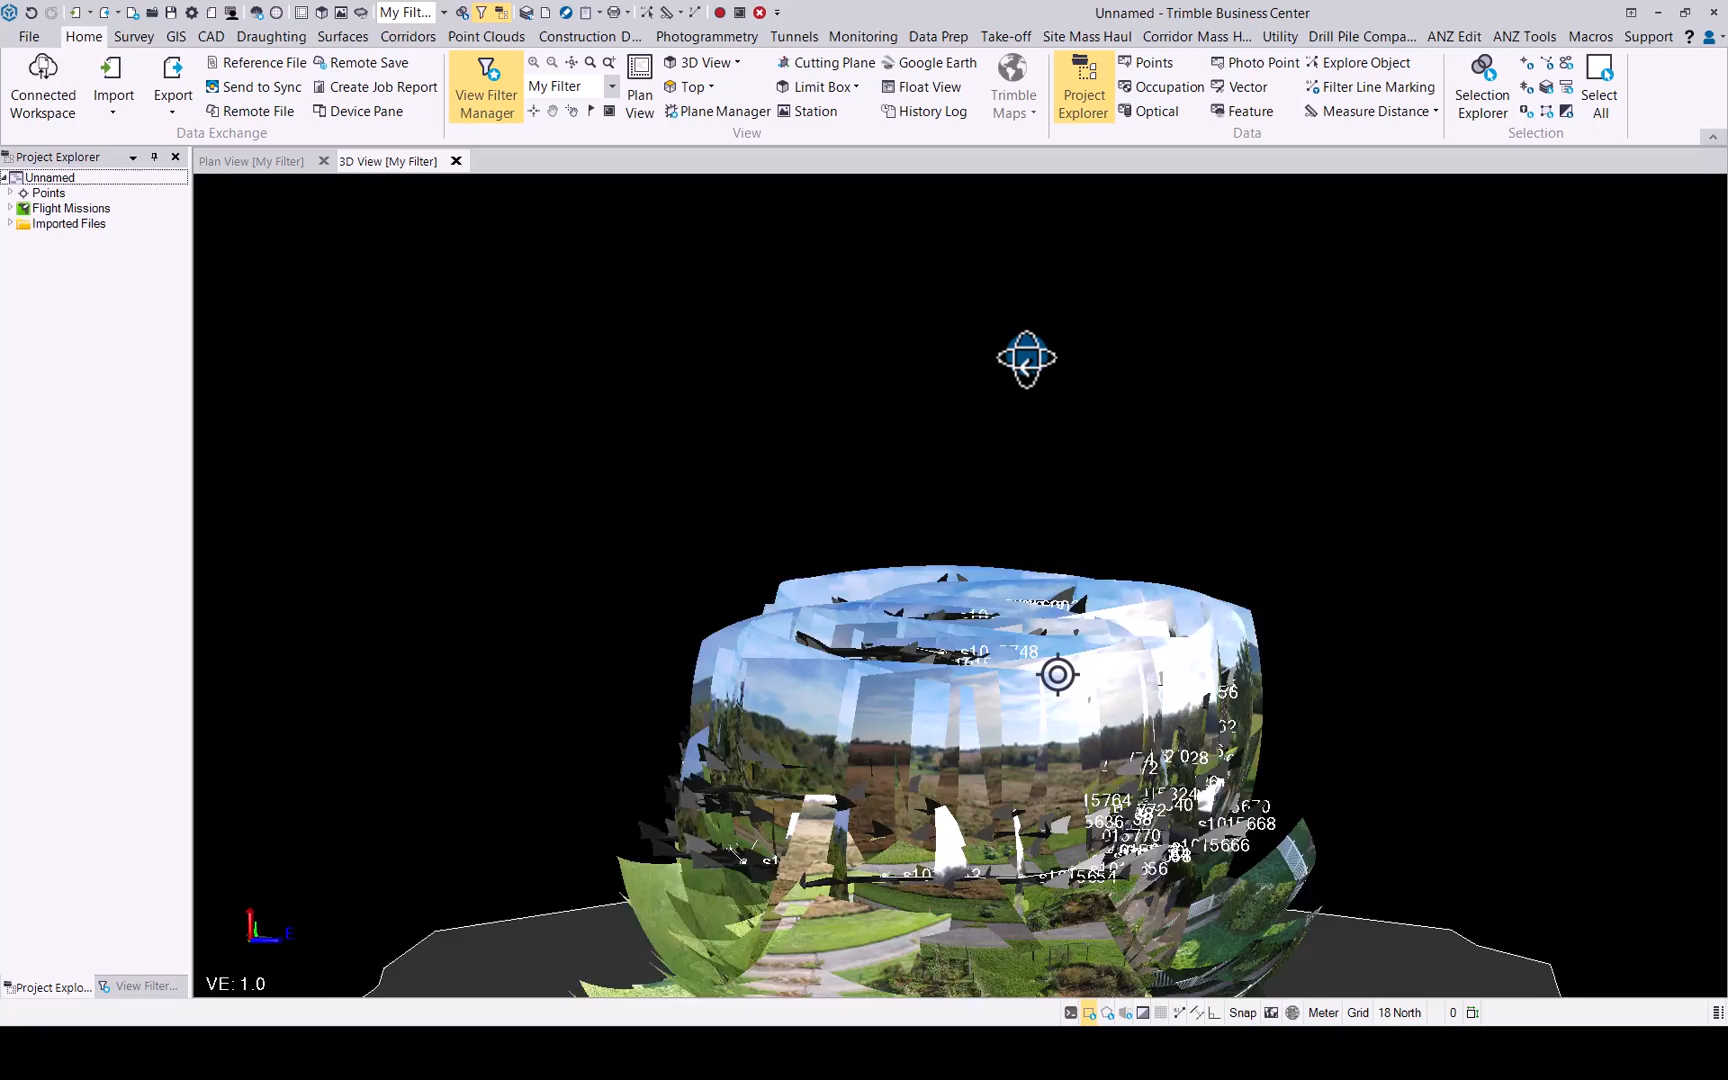 My Filt...
Unnamed - Trimble Business Center
File Home Survey GIS CAD Draughting Surfaces Corridors Point Clouds Construction D... Photogrammetry Tunnels Monitoring Data Prep Take-off Site Mass Haul Corridor Mass H... Utility Drill Pile Compa... ANZ Edit ANZ Tools Macros Support ?
Connected Workspace
Import
Export
Reference File
Send to Sync
Remote File
Remote Save
Create Job Report
Device Pane
Data Exchange
View Filter Manager
My Filter
Plan View
3D View
Top
Plane Manager
Cutting Plane
Limit Box
Station
Google Earth
Float View
History Log
View
Trimble Maps
Project Explorer
Points
Occupation
Optical
Photo Point
Vector
Feature
Explore Object
Filter Line Marking
Measure Distance
Data
Selection Explorer
Select All
Selection
Project Explorer
Plan View [My Filter]
3D View [My Filter]
Unnamed
Points
Flight Missions
Imported Files
s1015668
E
VE: 1.0
Project Explo...
View Filter...
Snap
Meter
Grid
18 North
0